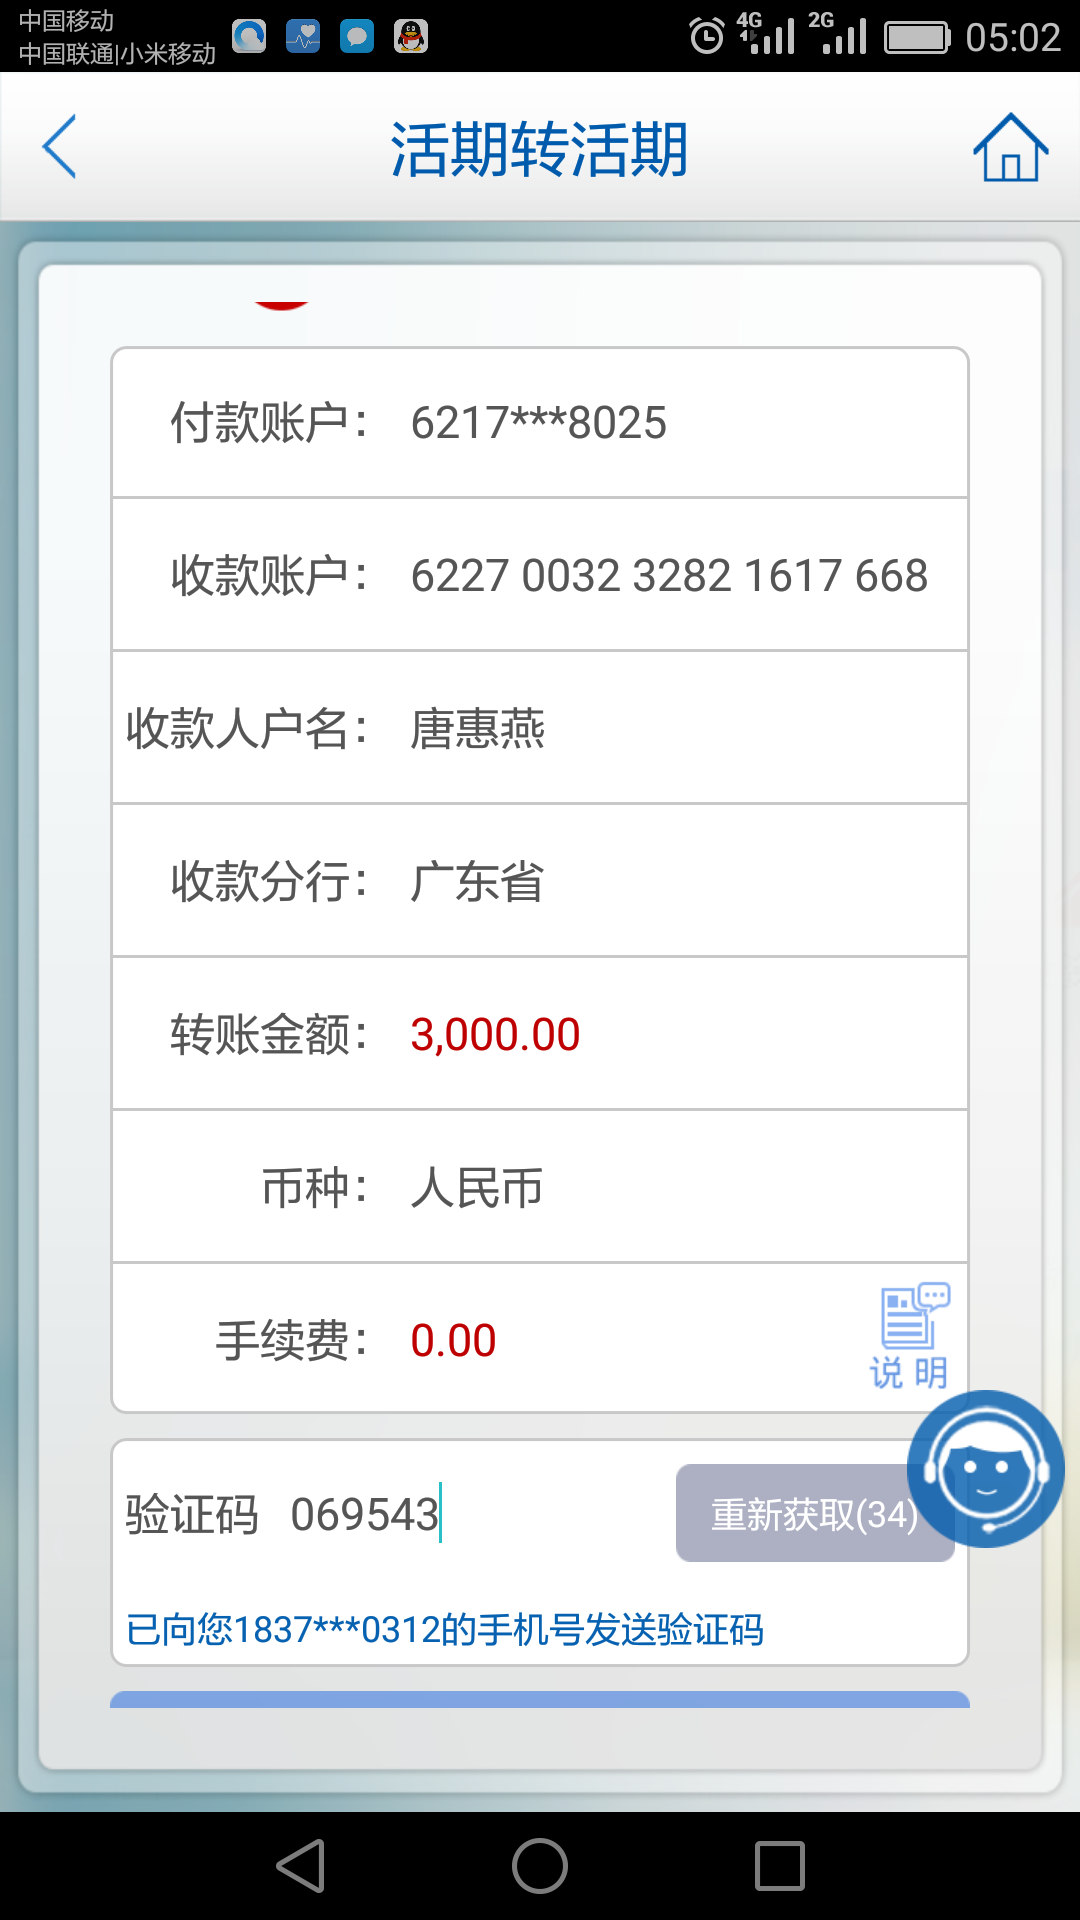 中国移动
中国联通|小米移动
4G
2G
05:02
活期转活期
付款账户： 6217***8025
收款账户： 6227 0032 3282 1617 668
收款人户名： 唐惠燕
收款分行： 广东省
转账金额： 3,000.00
币种： 人民币
手续费： 0.00
说 明
验证码 069543
重新获取(34)
已向您1837***0312的手机号发送验证码